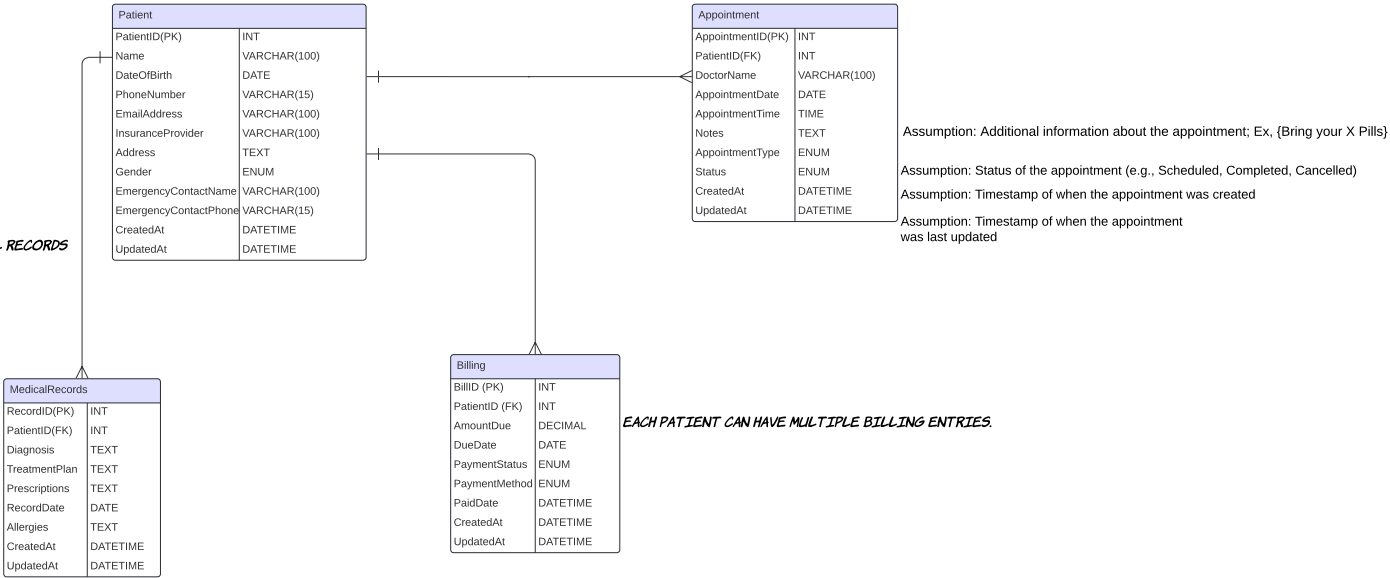 Patient
PatientID(PK) INT
Name VARCHAR(100)
DateOfBirth DATE
PhoneNumber VARCHAR(15)
EmailAddress VARCHAR(100)
InsuranceProvider VARCHAR(100)
Address TEXT
Gender ENUM
EmergencyContactName VARCHAR(100)
EmergencyContactPhone VARCHAR(15)
CreatedAt DATETIME
UpdatedAt DATETIME
Appointment
AppointmentID(PK) INT
PatientID(FK) INT
DoctorName VARCHAR(100)
AppointmentDate DATE
AppointmentTime TIME
Notes TEXT
AppointmentType ENUM
Status ENUM
CreatedAt DATETIME
UpdatedAt DATETIME
Assumption: Additional information about the appointment; Ex, {Bring your X Pills}
Assumption: Status of the appointment (e.g., Scheduled, Completed, Cancelled)
Assumption: Timestamp of when the appointment was created
Assumption: Timestamp of when the appointment
was last updated
RECORDS
MedicalRecords
RecordID(PK) INT
PatientID(FK) INT
Diagnosis TEXT
TreatmentPlan TEXT
Prescriptions TEXT
RecordDate DATE
Allergies TEXT
CreatedAt DATETIME
UpdatedAt DATETIME
Billing
BillID (PK) INT
PatientID (FK) INT
AmountDue DECIMAL
DueDate DATE
PaymentStatus ENUM
PaymentMethod ENUM
PaidDate DATETIME
CreatedAt DATETIME
UpdatedAt DATETIME
EACH PATIENT CAN HAVE MULTIPLE BILLING ENTRIES.